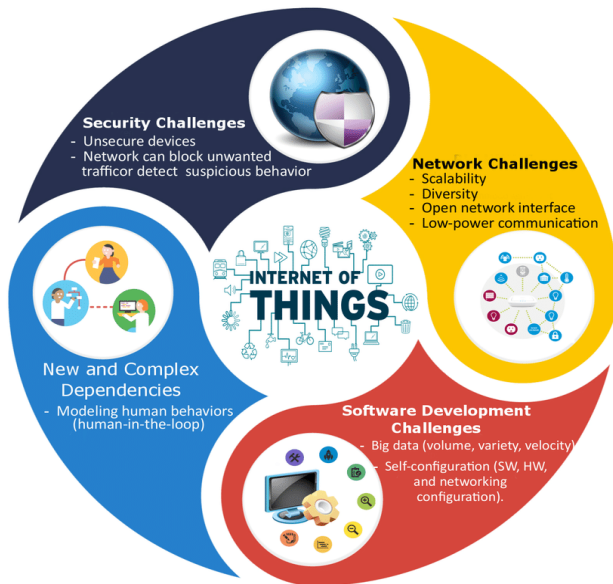 Security Challenges
- Unsecure devices
- Network can block unwanted
trafficor detect suspicious behavior
Network Challenges
- Scalability
- Diversity
- Open network interface
- Low-power communication
INTERNET OF
THINGS
New and Complex
Dependencies
- Modeling human behaviors
(human-in-the-loop)
Software Development
Challenges
- Big data (volume, variety, velocity)
- Self-configuration (SW, HW,
and networking
configuration).